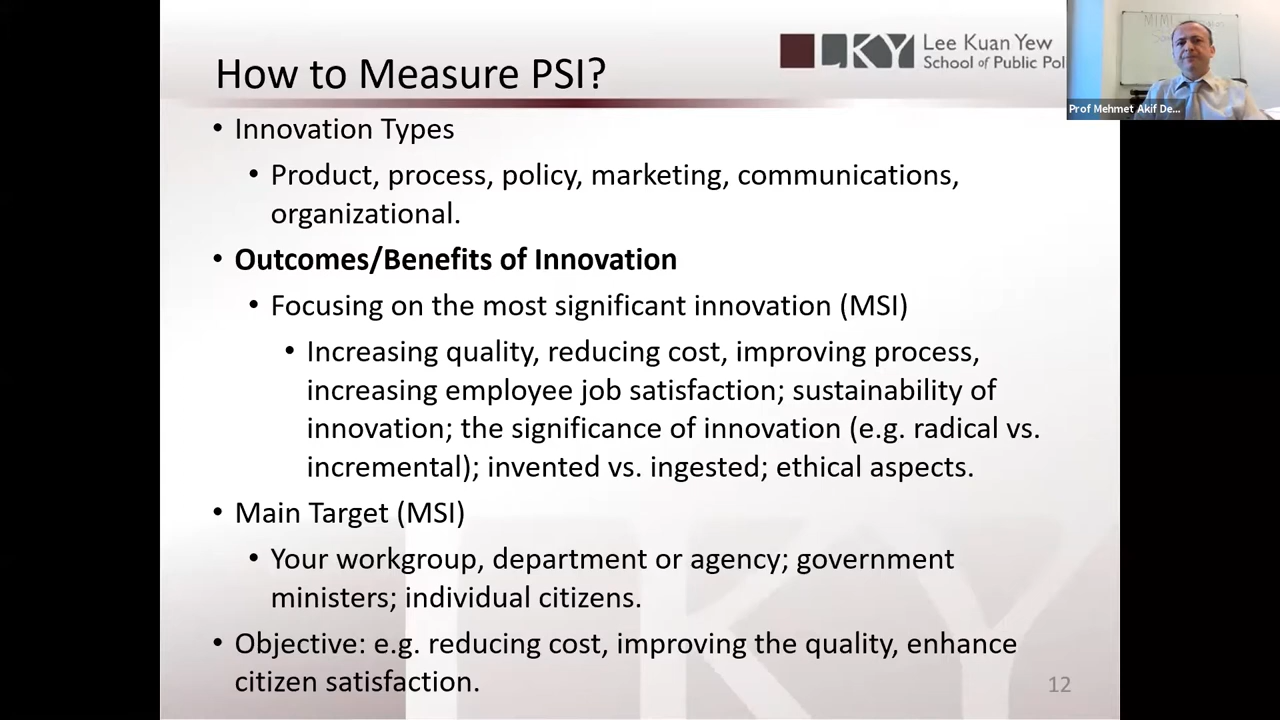 How to Measure PSI?
LKY Lee Kuan Yew
School of Public Pol
Prof Mehmet Akif De...
• Innovation Types
• Product, process, policy, marketing, communications,
organizational.
• Outcomes/Benefits of Innovation
• Focusing on the most significant innovation (MSI)
• Increasing quality, reducing cost, improving process,
increasing employee job satisfaction; sustainability of
innovation; the significance of innovation (e.g. radical vs.
incremental); invented vs. ingested; ethical aspects.
• Main Target (MSI)
• Your workgroup, department or agency; government
ministers; individual citizens.
• Objective: e.g. reducing cost, improving the quality, enhance
citizen satisfaction.
12